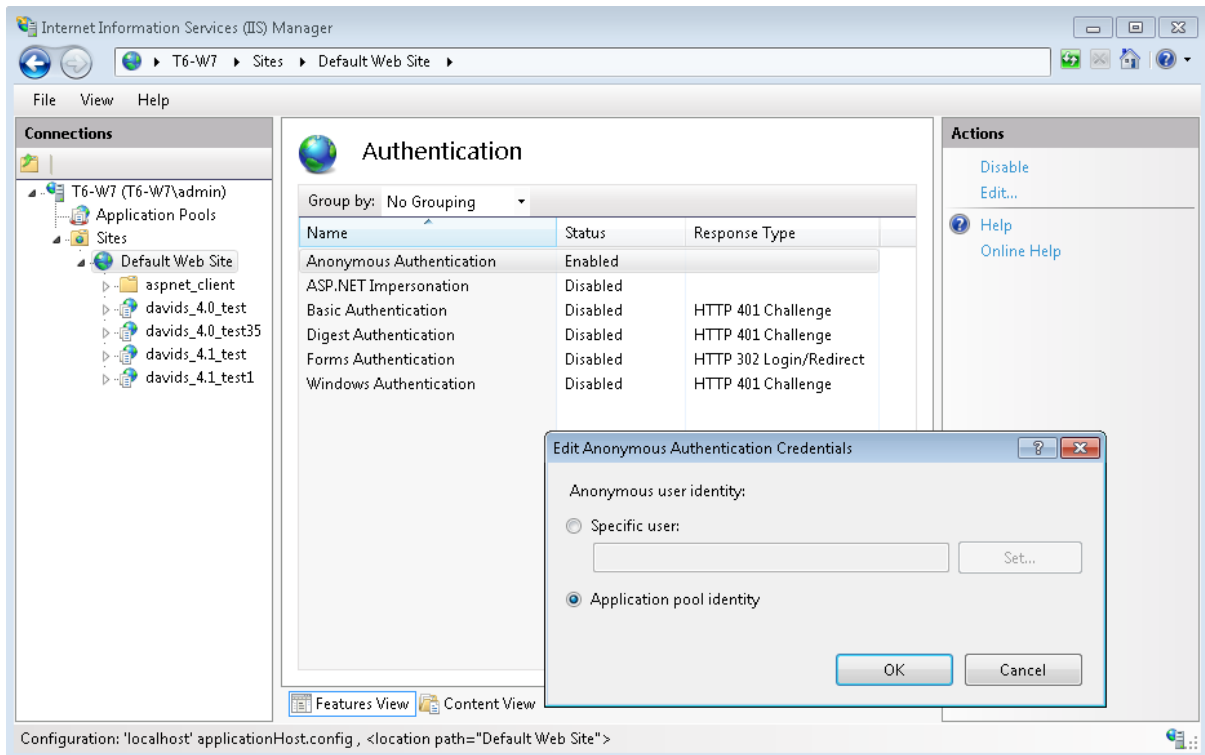 Internet Information Services (IIS) Manager
T6-W7 Sites Default Web Site
File View Help
Connections
T6-W7 (T6-W7\admin)
Application Pools
Sites
Default Web Site
aspnet_client
davids_4.0_test
davids_4.0_test35
davids_4.1_test
davids_4.1_test1
Authentication
Group by: No Grouping
Name Status Response Type
Anonymous Authentication Enabled
ASP.NET Impersonation Disabled
Basic Authentication Disabled HTTP 401 Challenge
Digest Authentication Disabled HTTP 401 Challenge
Forms Authentication Disabled HTTP 302 Login/Redirect
Windows Authentication Disabled HTTP 401 Challenge
Actions
Disable
Edit...
Help
Online Help
Edit Anonymous Authentication Credentials
Anonymous user identity:
Specific user:
Set...
Application pool identity
OK Cancel
Features View Content View
Configuration: 'localhost' applicationHost.config , <location path="Default Web Site">